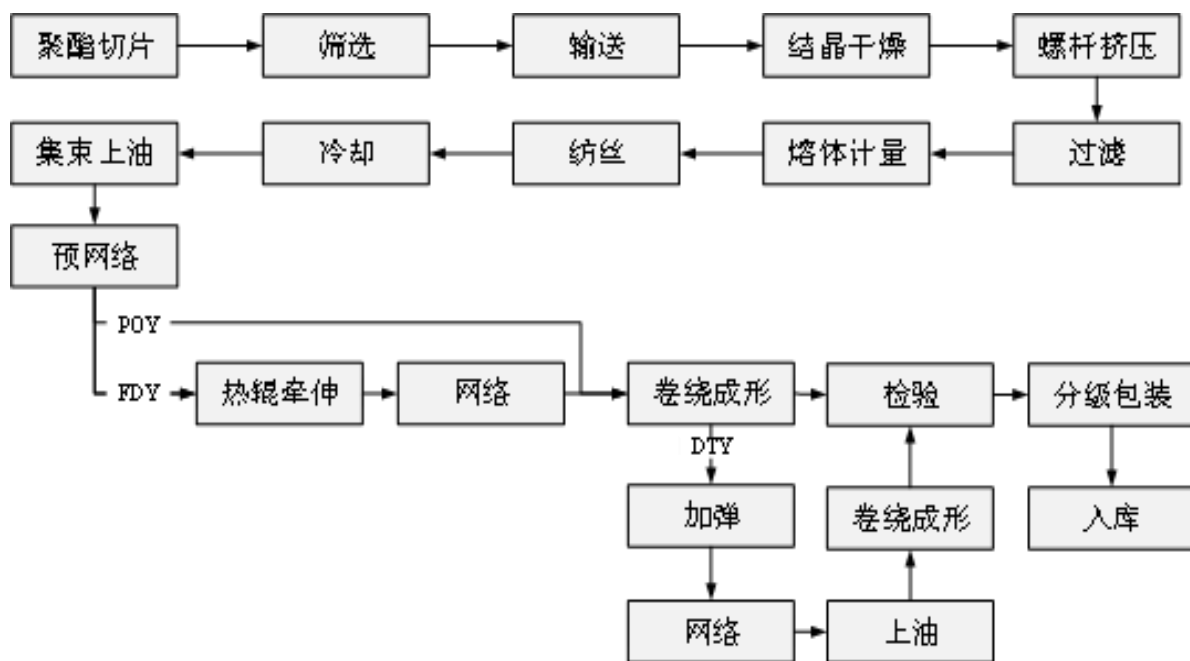 聚酯切片
筛选
输送
结晶干燥
螺杆挤压
集束上油
冷却
纺丝
熔体计量
过滤
预网络
POY
FDY
热辊牵伸
网络
卷绕成形
检验
分级包装
DTY
加弹
卷绕成形
入库
网络
上油